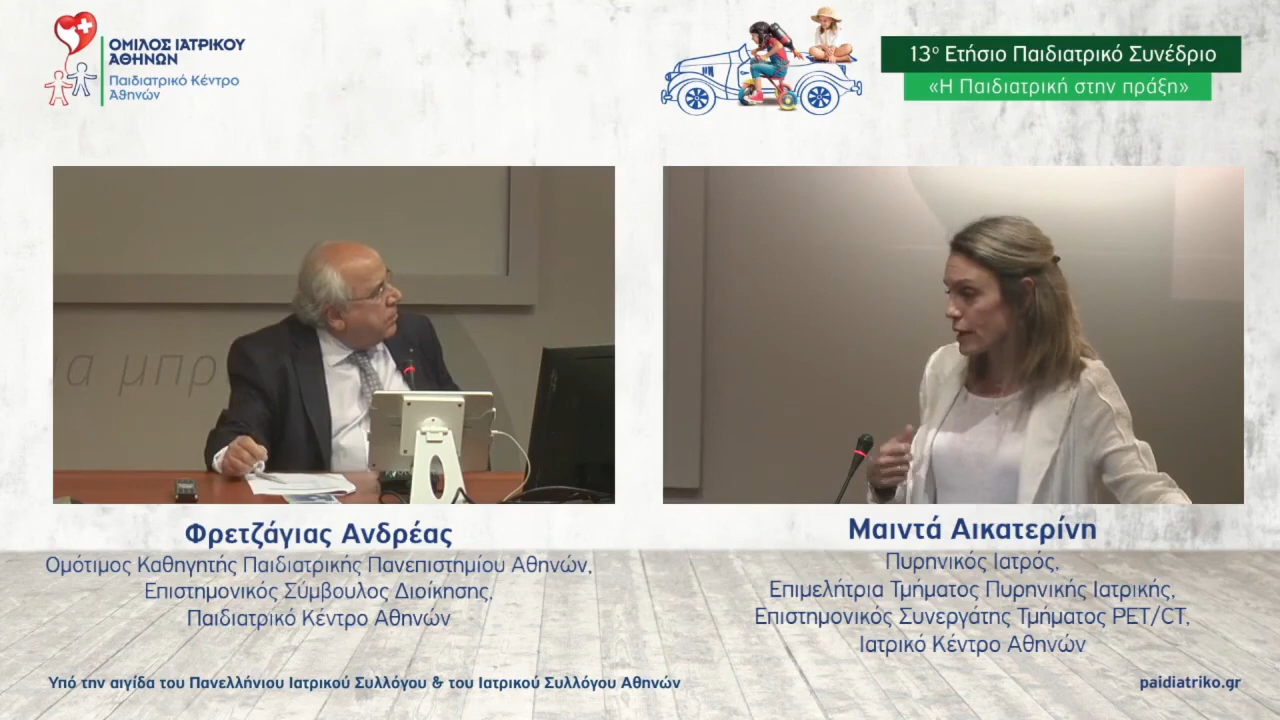 ΟΜΙΛΟΣ ΙΑΤΡΙΚΟΥ
ΑΘΗΝΩΝ
Παιδιατρικό Κέντρο
Αθηνών
13ο Ετήσιο Παιδιατρικό Συνέδριο
«Η Παιδιατρική στην πράξη»
α μπρ
Φρετζάγιας Ανδρέας
Ομότιμος Καθηγητής Παιδιατρικής Πανεπιστημίου Αθηνών,
Επιστημονικός Σύμβουλος Διοίκησης,
Παιδιατρικό Κέντρο Αθηνών
Μαιντά Αικατερίνη
Πυρηνικός Ιατρός,
Επιμελήτρια Τμήματος Πυρηνικής Ιατρικής,
Επιστημονικός Συνεργάτης Τμήματος PET/CT,
Ιατρικό Κέντρο Αθηνών
Υπό την αιγίδα του Πανελλήνιου Ιατρικού Συλλόγου & του Ιατρικού Συλλόγου Αθηνών
paidiatriko.gr